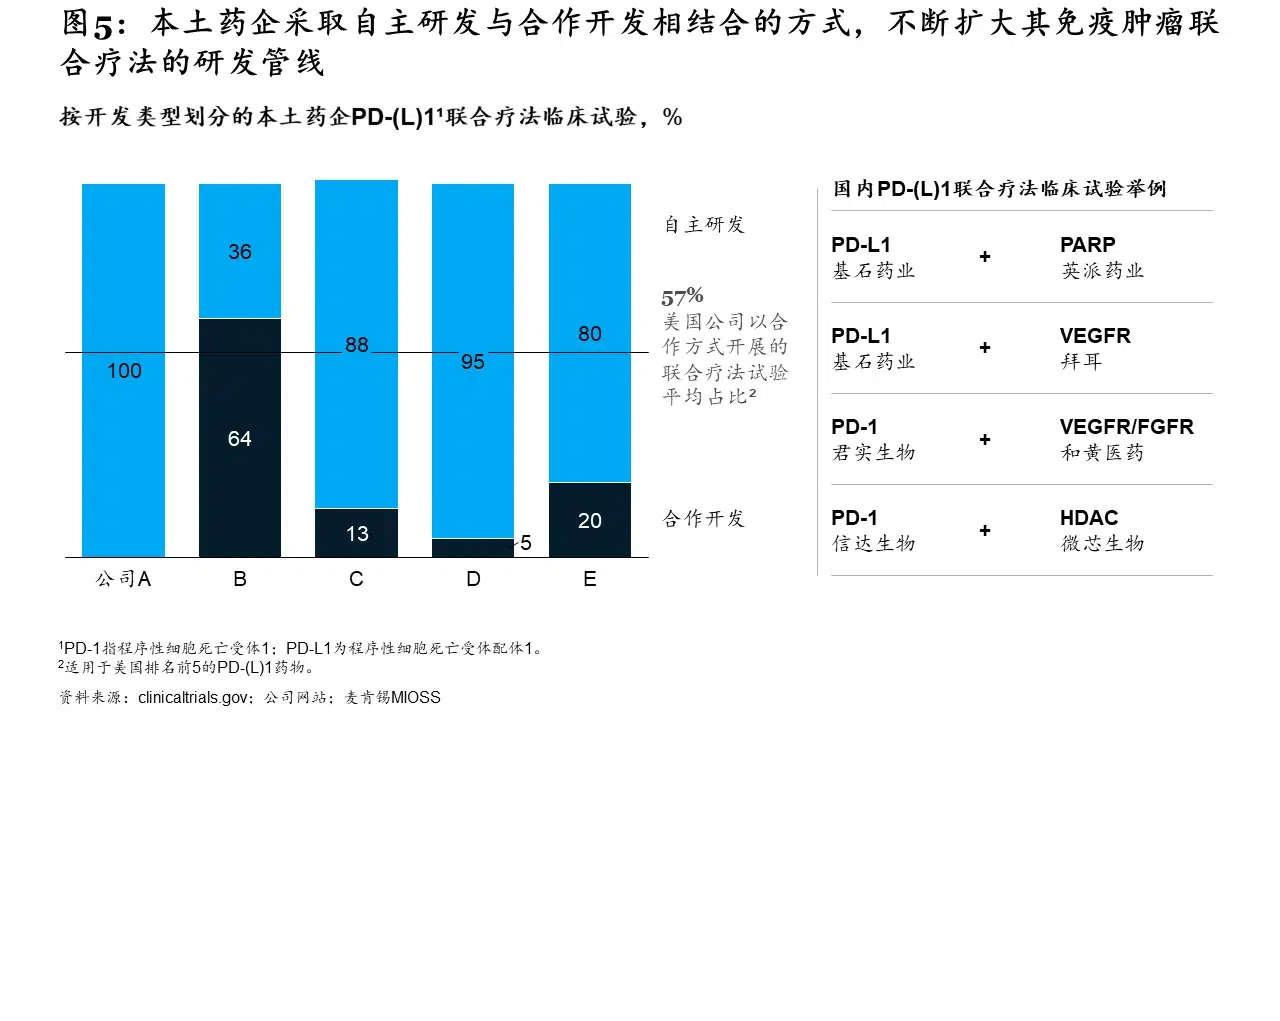 图5：本土药企采取自主研发与合作开发相结合的方式，不断扩大其免疫肿瘤联
合疗法的研发管线
按开发类型划分的本土药企PD-(L)1¹联合疗法临床试验，%
100
36
64
88
13
95
5
80
20
公司A
B
C
D
E
自主研发
57%
美国公司以合
作方式开展的
联合疗法试验
平均占比²
合作开发
国内PD-(L)1联合疗法临床试验举例
PD-L1 + PARP
基石药业 英派药业
PD-L1 + VEGFR
基石药业 拜耳
PD-1 + VEGFR/FGFR
君实生物 和黄医药
PD-1 + HDAC
信达生物 微芯生物
¹PD-1指程序性细胞死亡受体1；PD-L1为程序性细胞死亡受体配体1。
²适用于美国排名前5的PD-(L)1药物。
资料来源：clinicaltrials.gov；公司网站；麦肯锡MIOSS